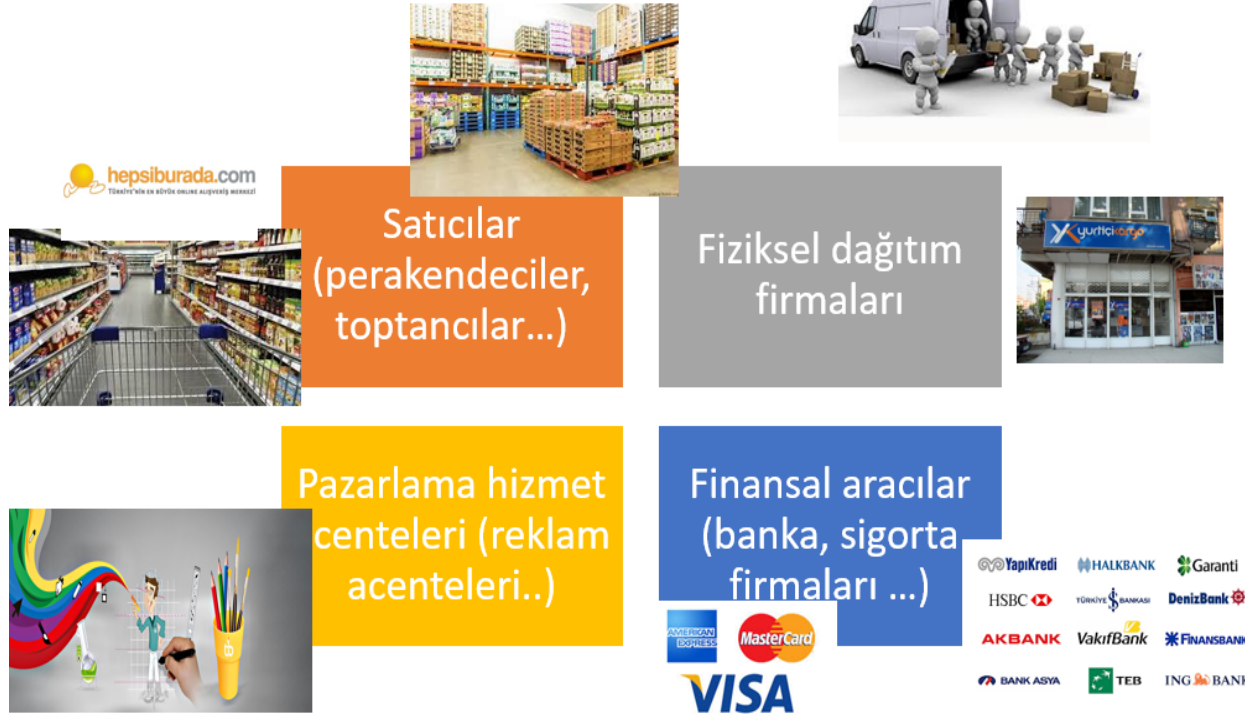 hepsiburada.com
TÜRKİYE'NİN EN BÜYÜK ONLINE ALIŞVERİŞ MERKEZİ
Satıcılar
(perakendeciler,
toptancılar...)
Fiziksel dağıtım
firmaları
yurtiçikargo
Pazarlama hizmet
centeleri (reklam
acenteleri..)
Finansal aracılar
(banka, sigorta
firmaları ...)
AMERICAN
EXPRESS
MasterCard
VISA
YapıKredi HALKBANK Garanti
HSBC TÜRKİYE İŞ BANKASI DenizBank
AKBANK VakıfBank FINANSBANK
BANK ASYA TEB ING BANK